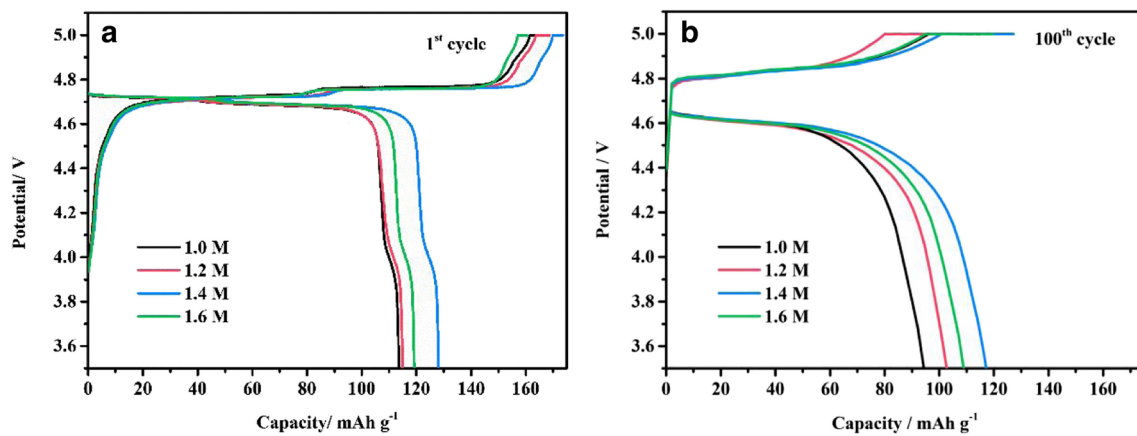 a
1st cycle
5.0
4.8
4.6
4.4
4.2
4.0
3.8
3.6
Potential/ V
1.0 M
1.2 M
1.4 M
1.6 M
0 20 40 60 80 100 120 140 160
Capacity/ mAh g-1
b
100th cycle
5.0
4.8
4.6
4.4
4.2
4.0
3.8
3.6
Potential / V
1.0 M
1.2 M
1.4 M
1.6 M
0 20 40 60 80 100 120 140 160
Capacity / mAh g-1